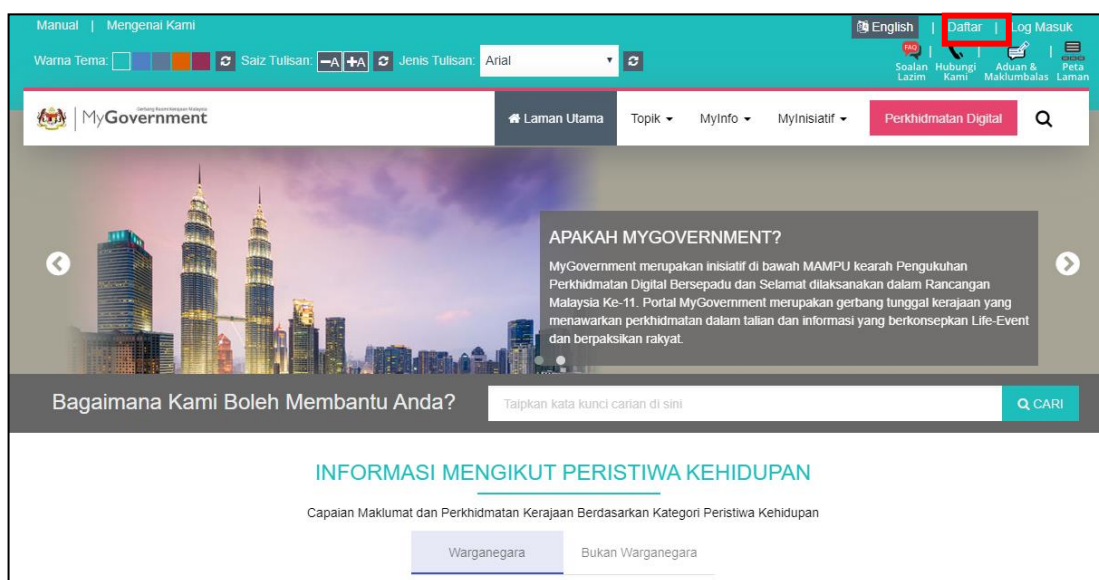 Manual | Mengenai Kami
English | Daftar | Log Masuk
Warna Tema: Saiz Tulisan: -A +A Jenis Tulisan: Arial
FAQ
Soalan Lazim
Hubungi Kami
Aduan & Maklumbalas
Peta Laman
MyGovernment
Laman Utama Topik MyInfo MyInisiatif Perkhidmatan Digital
APAKAH MYGOVERNMENT?
MyGovernment merupakan inisiatif di bawah MAMPU kearah Pengukuhan
Perkhidmatan Digital Bersepadu dan Selamat dilaksanakan dalam Rancangan
Malaysia Ke-11. Portal MyGovernment merupakan gerbang tunggal kerajaan yang
menawarkan perkhidmatan dalam talian dan informasi yang berkonsepkan Life-Event
dan berpaksikan rakyat.
Bagaimana Kami Boleh Membantu Anda? Taipkan kata kunci carian di sini CARI
INFORMASI MENGIKUT PERISTIWA KEHIDUPAN
Capaian Maklumat dan Perkhidmatan Kerajaan Berdasarkan Kategori Peristiwa Kehidupan
Warganegara Bukan Warganegara